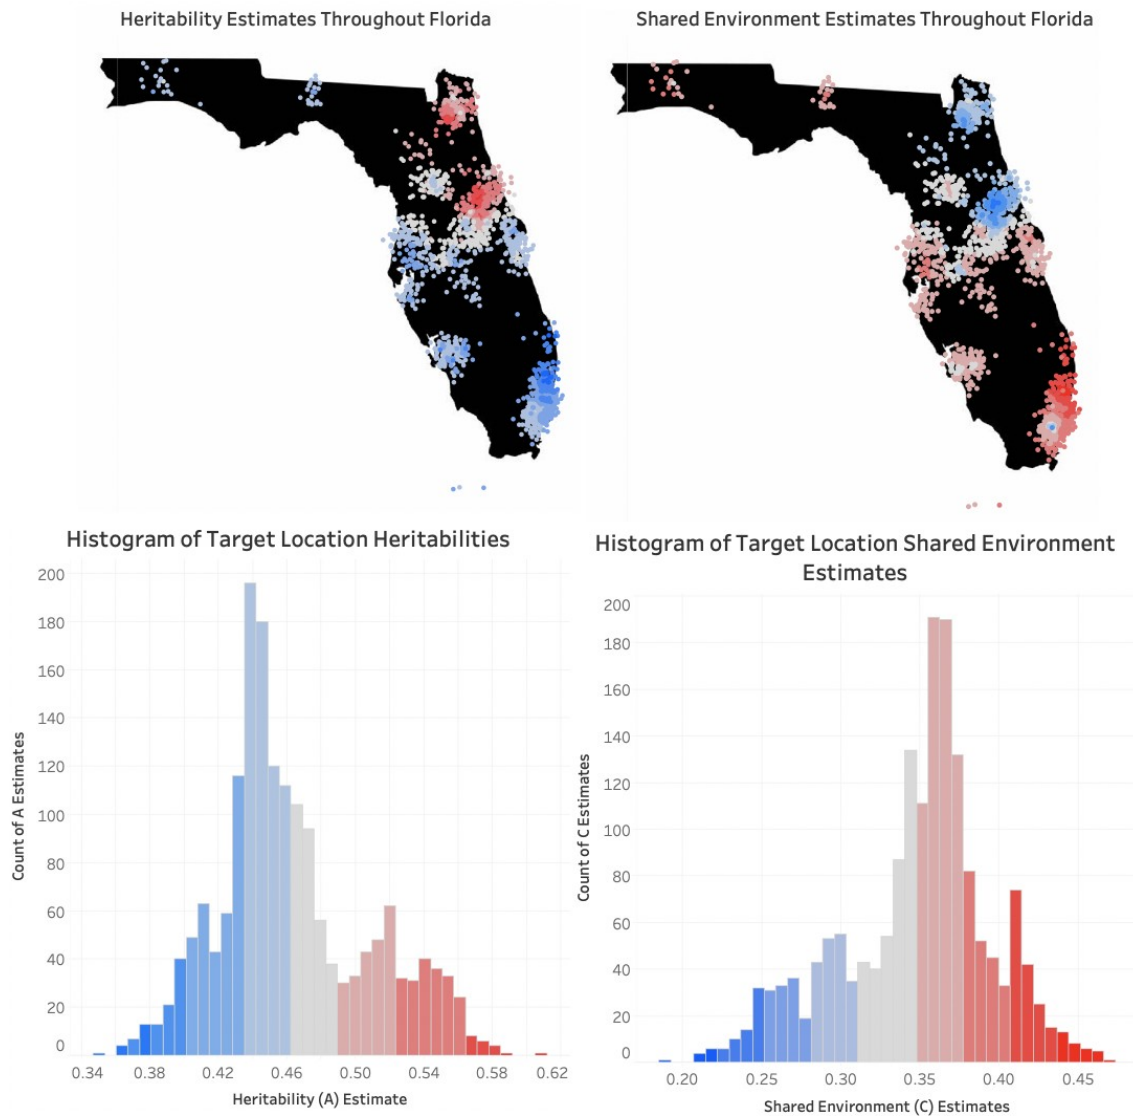 Heritability Estimates Throughout Florida
Shared Environment Estimates Throughout Florida
Histogram of Target Location Heritabilities
200
180
160
140
120
100
80
60
40
20
0
Count of A Estimates
0.34 0.38 0.42 0.46 0.50 0.54 0.58 0.62
Heritability (A) Estimate
Histogram of Target Location Shared Environment
Estimates
200
180
160
140
120
100
80
60
40
20
0
Count of C Estimates
0.20 0.25 0.30 0.35 0.40 0.45
Shared Environment (C) Estimates